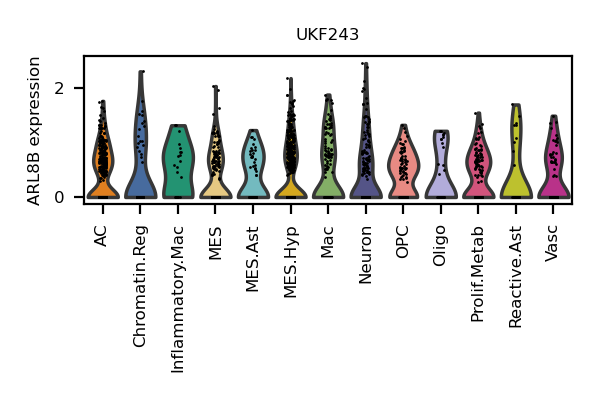 UKF243
ARL8B expression
2
0
AC
Chromatin.Reg
Inflammatory.Mac
MES
MES.Ast
MES.Hyp
Mac
Neuron
OPC
Oligo
Prolif.Metab
Reactive.Ast
Vasc